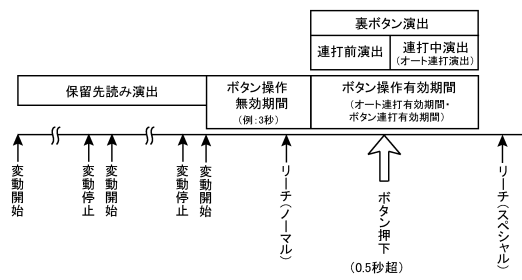 裏ボタン演出
連打前演出
連打中演出
(オート連打演出)
保留先読み演出
ボタン操作
無効期間
(例:3秒)
ボタン操作有効期間
(オート連打有効期間・
ボタン連打有効期間)
変動開始
変動停止
変動開始
変動停止
変動開始
リーチ(ノーマル)
ボタン押下
(0.5秒超)
リーチ(スペシャル)